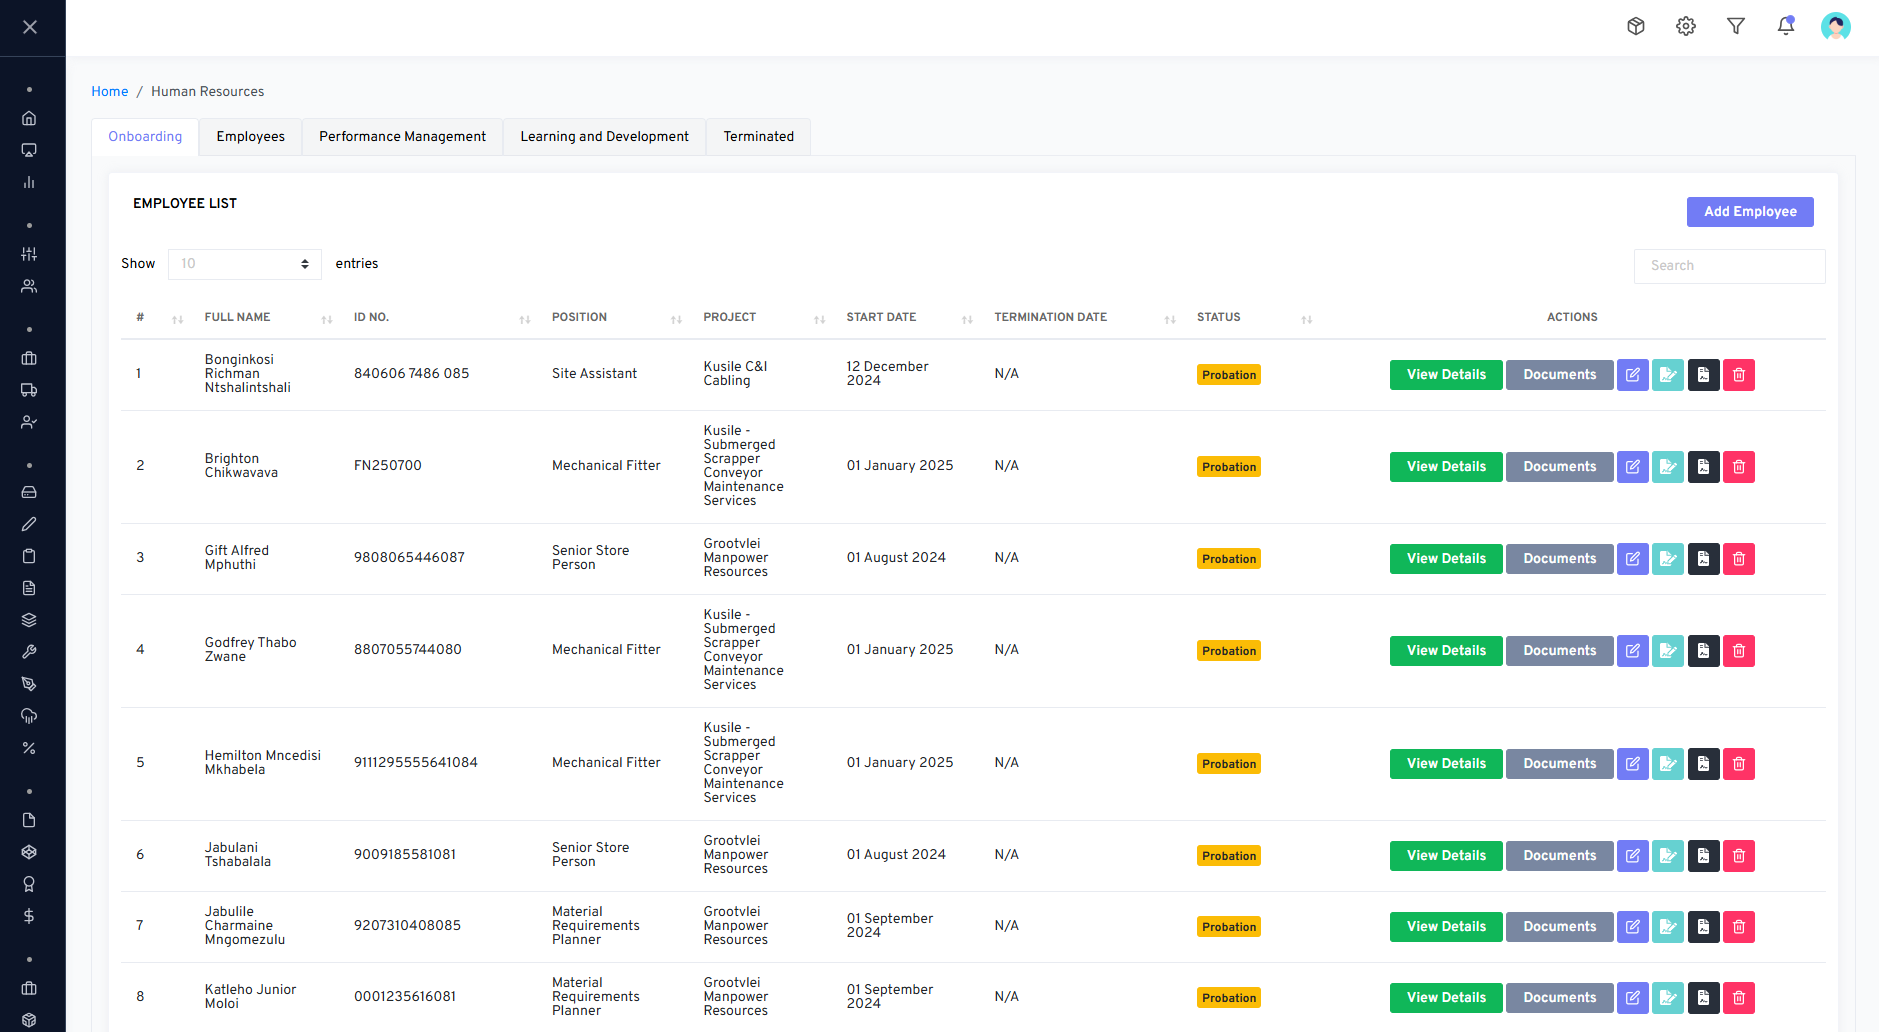 Home / Human Resources
Onboarding Employees Performance Management Learning and Development Terminated
EMPLOYEE LIST
Add Employee
Show 10 entries
Search
# FULL NAME ID NO. POSITION PROJECT START DATE TERMINATION DATE STATUS ACTIONS
1 Bonginkosi Richman Ntshalintshali 840606 7486 085 Site Assistant Kusile C&I Cabling 12 December 2024 N/A Probation View Details Documents
2 Brighton Chikwavava FN250700 Mechanical Fitter Kusile - Submerged Scrapper Conveyor Maintenance Services 01 January 2025 N/A Probation View Details Documents
3 Gift Alfred Mphuthi 9808065446087 Senior Store Person Grootvlei Manpower Resources 01 August 2024 N/A Probation View Details Documents
4 Godfrey Thabo Zwane 8807055744080 Mechanical Fitter Kusile - Submerged Scrapper Conveyor Maintenance Services 01 January 2025 N/A Probation View Details Documents
5 Hemilton Mncedisi Mkhabela 9111295555641084 Mechanical Fitter Kusile - Submerged Scrapper Conveyor Maintenance Services 01 January 2025 N/A Probation View Details Documents
6 Jabulani Tshabalala 9009185581081 Senior Store Person Grootvlei Manpower Resources 01 August 2024 N/A Probation View Details Documents
7 Jabulile Charmaine Mngomezulu 9207310408085 Material Requirements Planner Grootvlei Manpower Resources 01 September 2024 N/A Probation View Details Documents
8 Katleho Junior Moloi 0001235616081 Material Requirements Planner Grootvlei Manpower Resources 01 September 2024 N/A Probation View Details Documents